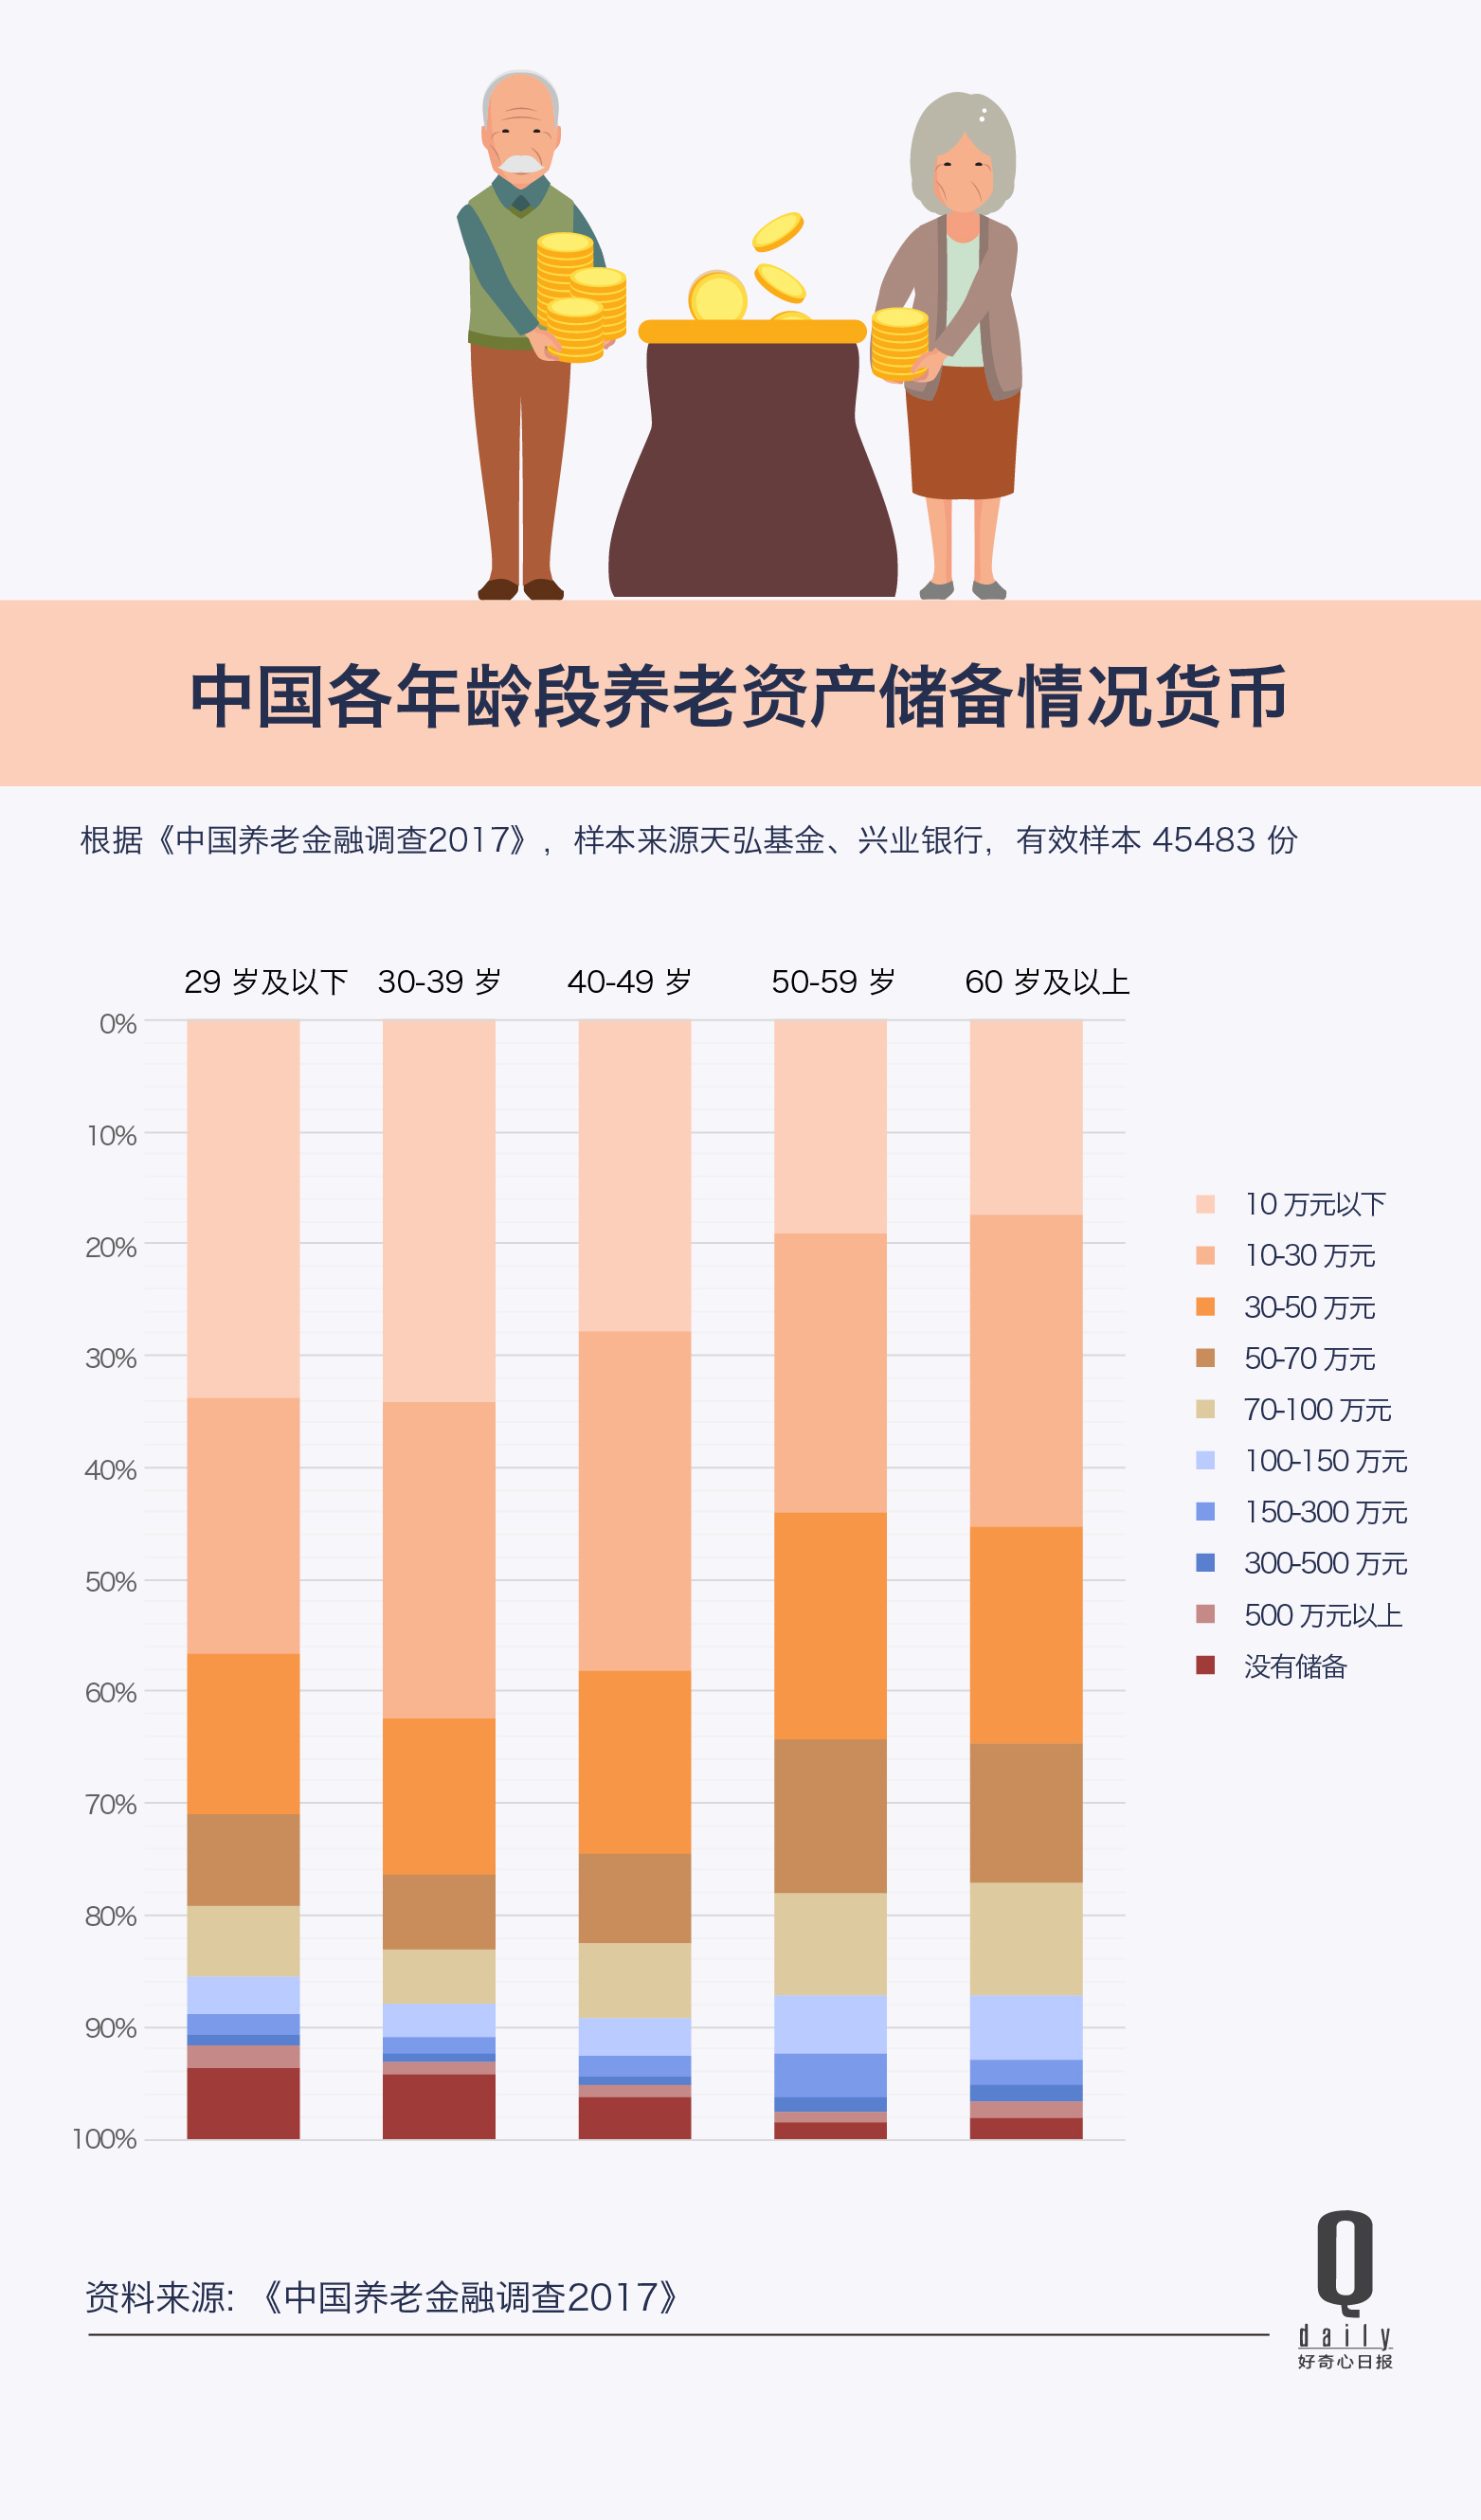 中国各年龄段养老资产储备情况货币
根据《中国养老金融调查2017》，样本来源天弘基金、兴业银行，有效样本 45483 份
29 岁及以下 30-39 岁 40-49 岁 50-59 岁 60 岁及以上
0%
10%
20%
30%
40%
50%
60%
70%
80%
90%
100%
10 万元以下
10-30 万元
30-50 万元
50-70 万元
70-100 万元
100-150 万元
150-300 万元
300-500 万元
500 万元以上
没有储备
资料来源: 《中国养老金融调查2017》
Q
daily
好奇心日报